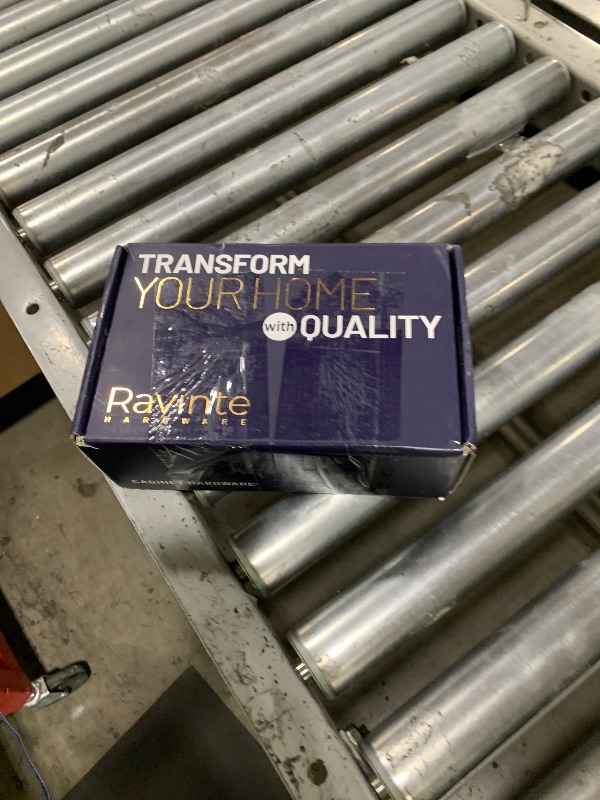 TRANSFORM
YOUR HOME
with QUALITY
Ravinte
HARDWARE
CABINET HARDWARE